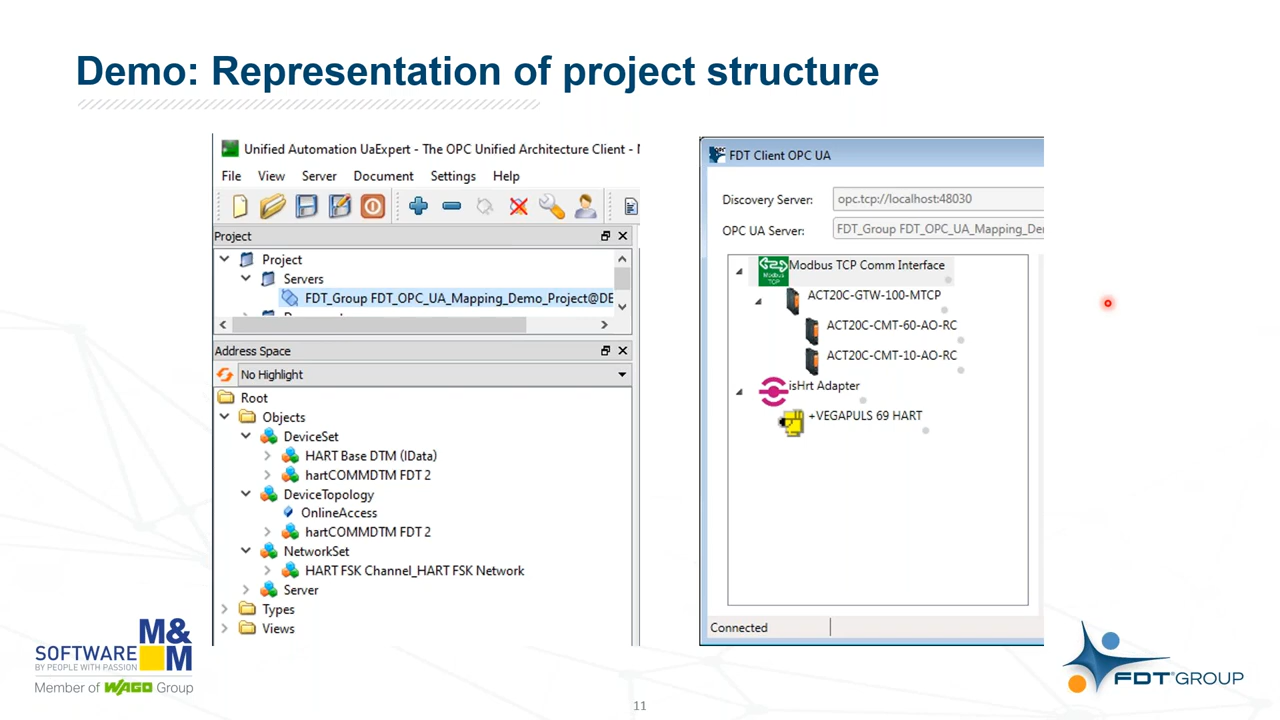 Demo: Representation of project structure
Unified Automation UaExpert - The OPC Unified Architecture Client -
File View Server Document Settings Help
Project
Project
Servers
FDT_Group FDT_OPC_UA_Mapping_Demo_Project@DE
Address Space
No Highlight
Root
Objects
DeviceSet
HART Base DTM (IData)
hartCOMMDTM FDT 2
DeviceTopology
OnlineAccess
hartCOMMDTM FDT 2
NetworkSet
HART FSK Channel_HART FSK Network
Server
Types
Views
OPC
FDT Client OPC UA
Discovery Server: opc.tcp://localhost:48030
OPC UA Server: FDT_Group FDT_OPC_UA_Mapping_De
Modbus TCP
Modbus TCP Comm Interface
ACT20C-GTW-100-MTCP
ACT20C-CMT-60-AO-RC
ACT20C-CMT-10-AO-RC
isHrt Adapter
+VEGAPULS 69 HART
Connected
M&M
SOFTWARE
BY PEOPLE WITH PASSION
Member of WAGO Group
FDT GROUP
11